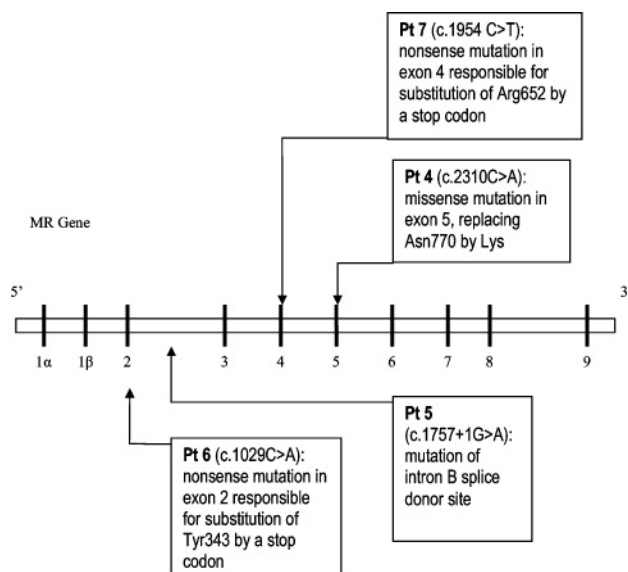 Pt 7 (c.1954 C>T):
nonsense mutation in
exon 4 responsible for
substitution of Arg652 by
a stop codon
Pt 4 (c.2310C>A):
missense mutation in
exon 5, replacing
Asn770 by Lys
MR Gene
5’ 3
1α 1β 2 3 4 5 6 7 8 9
Pt 6 (c.1029C>A):
nonsense mutation in
exon 2 responsible
for substitution of
Tyr343 by a stop
codon
Pt 5
(c.1757+1G>A):
mutation of
intron B splice
donor site